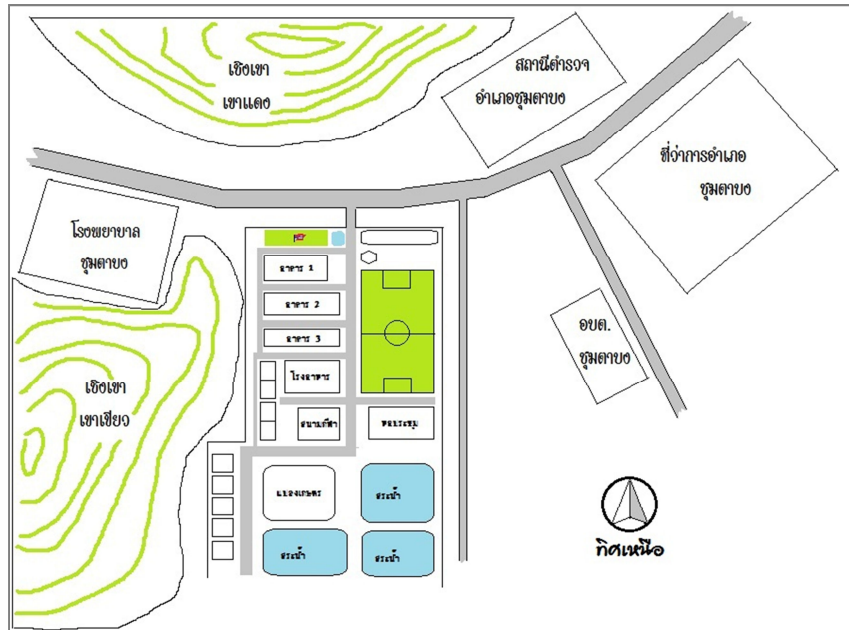 เชิงเขา
เขาแดง
สถานีตำรวจ
อำเภอชุมตาบง
ที่ว่าการอำเภอ
ชุมตาบง
โรงพยาบาล
ชุมตาบง
อาคาร 1
อาคาร 2
อาคาร 3
โรงอาหาร
สนามกีฬา
หอประชุม
อบต.
ชุมตาบง
เชิงเขา
เขาเขียว
แปลงเกษตร
สระน้ำ
สระน้ำ
สระน้ำ
ทิศเหนือ